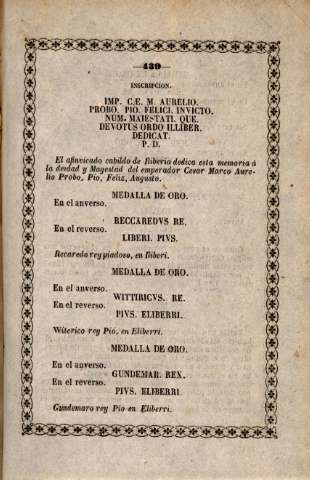 —439—
INSCRIPCION.
IMP. CÆ. M. AURELIO.
PROBO. PIO. FELICI. INVICTO.
NUM. MAIESTATI. QUE.
DEVOTUS ORDO ILLIBER.
DEDICAT.
P. D.
El afinvicado cabildo de Iliberia dedica esta memoria á
la deidad y Magestad del emperador Cesar Marco Aure-
lio Probo, Pio, Feliz, Augusto.
MEDALLA DE ORO.
En el anverso.
RECCAREDVS RE.
En el reverso.
LIBERI. PIVS.
Recaredo rey piadoso, en Iliberi.
MEDALLA DE ORO.
En el anverso.
WITTIRICVS. RE.
En el reverso.
PIVS. ELIBERRI.
Witerico rey Pio, en Eliberri.
MEDALLA DE ORO.
En el anverso.
GUNDEMAR. REX.
En el reverso.
PIVS. ELIBERRI.
Gundemaro rey Pio en Eliberri.